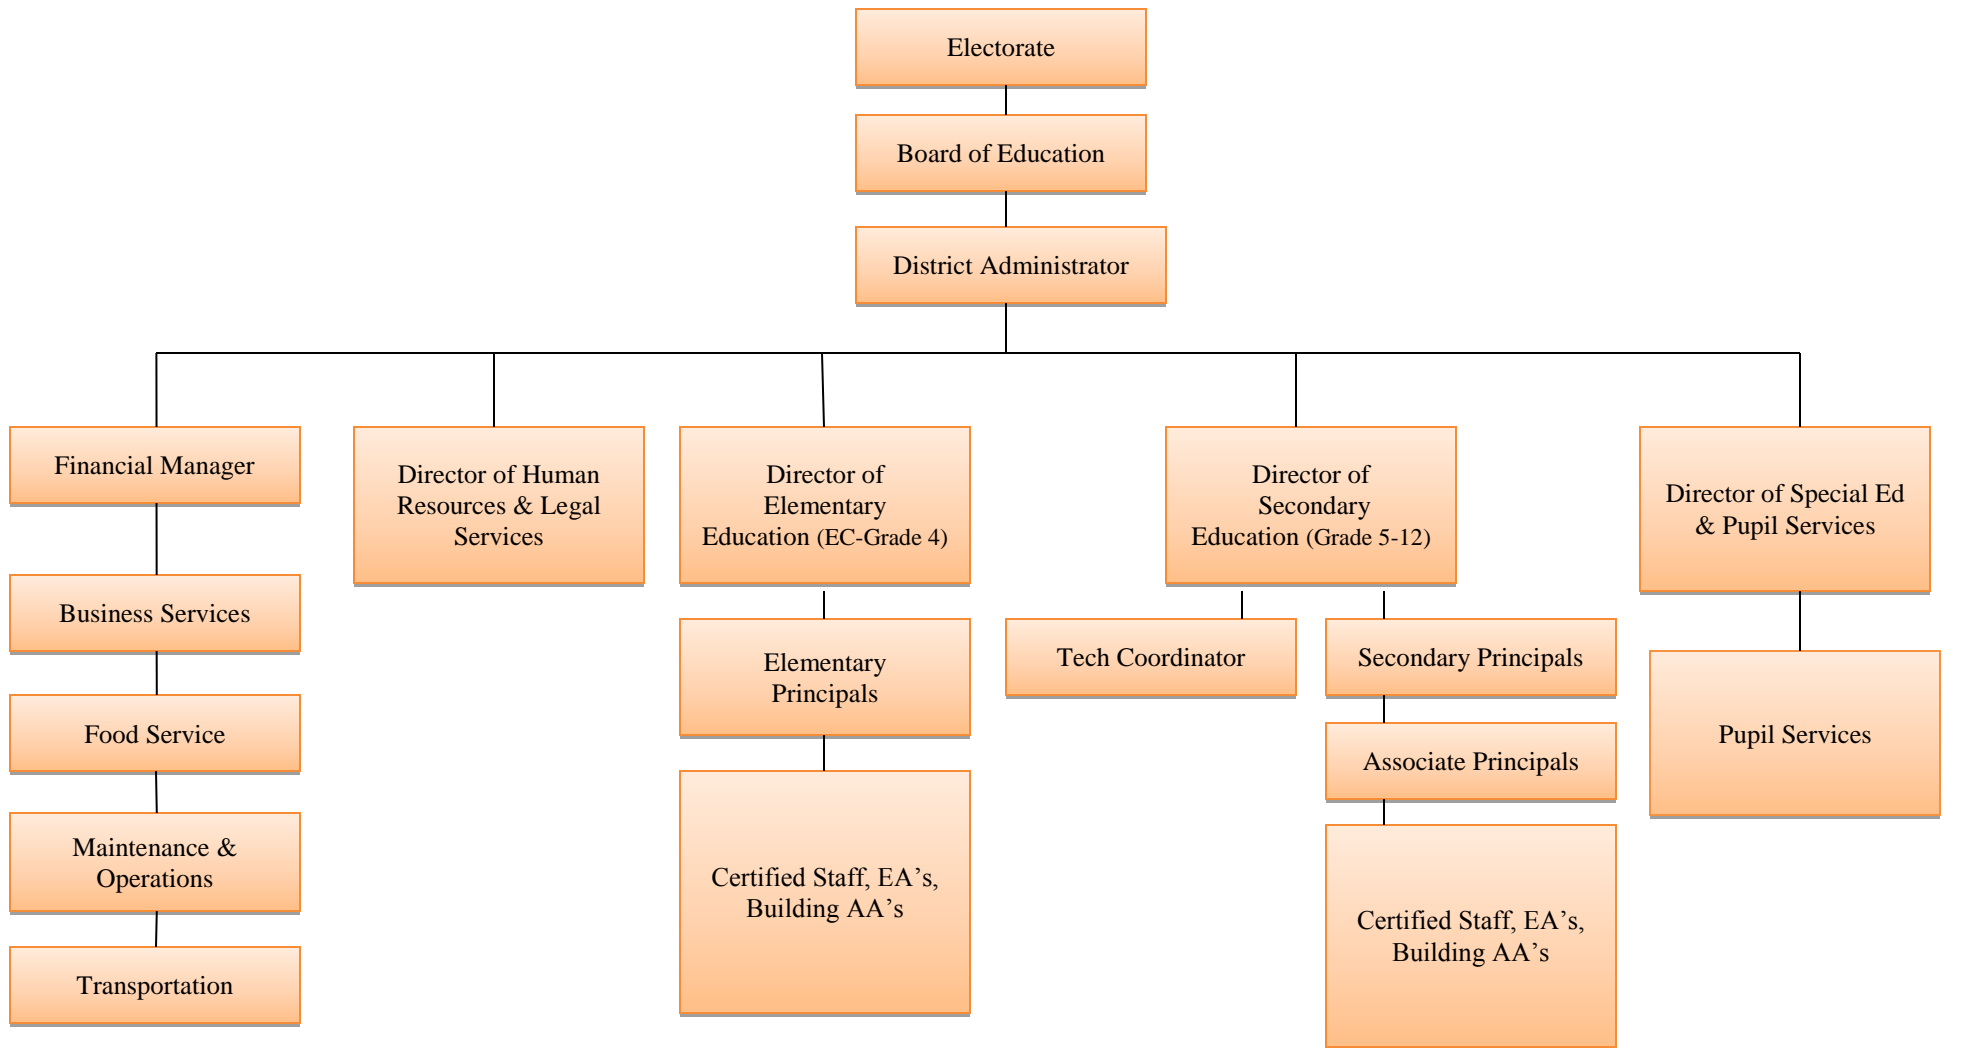 Electorate
Board of Education
District Administrator
Financial Manager
Director of Human
Resources & Legal
Services
Director of
Elementary
Education (EC-Grade 4)
Director of
Secondary
Education (Grade 5-12)
Director of Special Ed
& Pupil Services
Business Services
Food Service
Maintenance &
Operations
Transportation
Elementary
Principals
Certified Staff, EA’s,
Building AA’s
Tech Coordinator
Secondary Principals
Associate Principals
Certified Staff, EA’s,
Building AA’s
Pupil Services